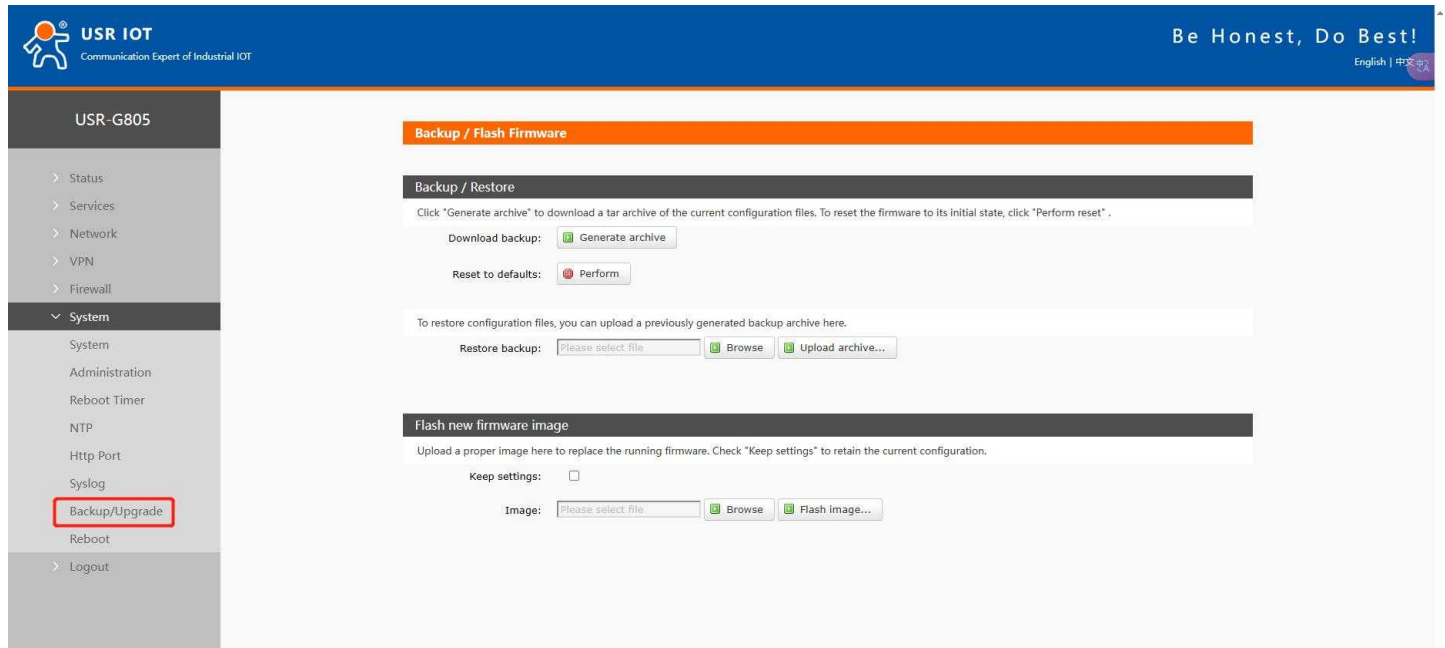 USR IOT
Communication Expert of Industrial IOT
Be Honest, Do Best!
English | 中文
USR-G805
Status
Services
Network
VPN
Firewall
System
System
Administration
Reboot Timer
NTP
Http Port
Syslog
Backup/Upgrade
Reboot
Logout
Backup / Flash Firmware
Backup / Restore
Click "Generate archive" to download a tar archive of the current configuration files. To reset the firmware to its initial state, click "Perform reset" .
Download backup: Generate archive
Reset to defaults: Perform
To restore configuration files, you can upload a previously generated backup archive here.
Restore backup: Please select file Browse Upload archive...
Flash new firmware image
Upload a proper image here to replace the running firmware. Check "Keep settings" to retain the current configuration.
Keep settings:
Image: Please select file Browse Flash image...